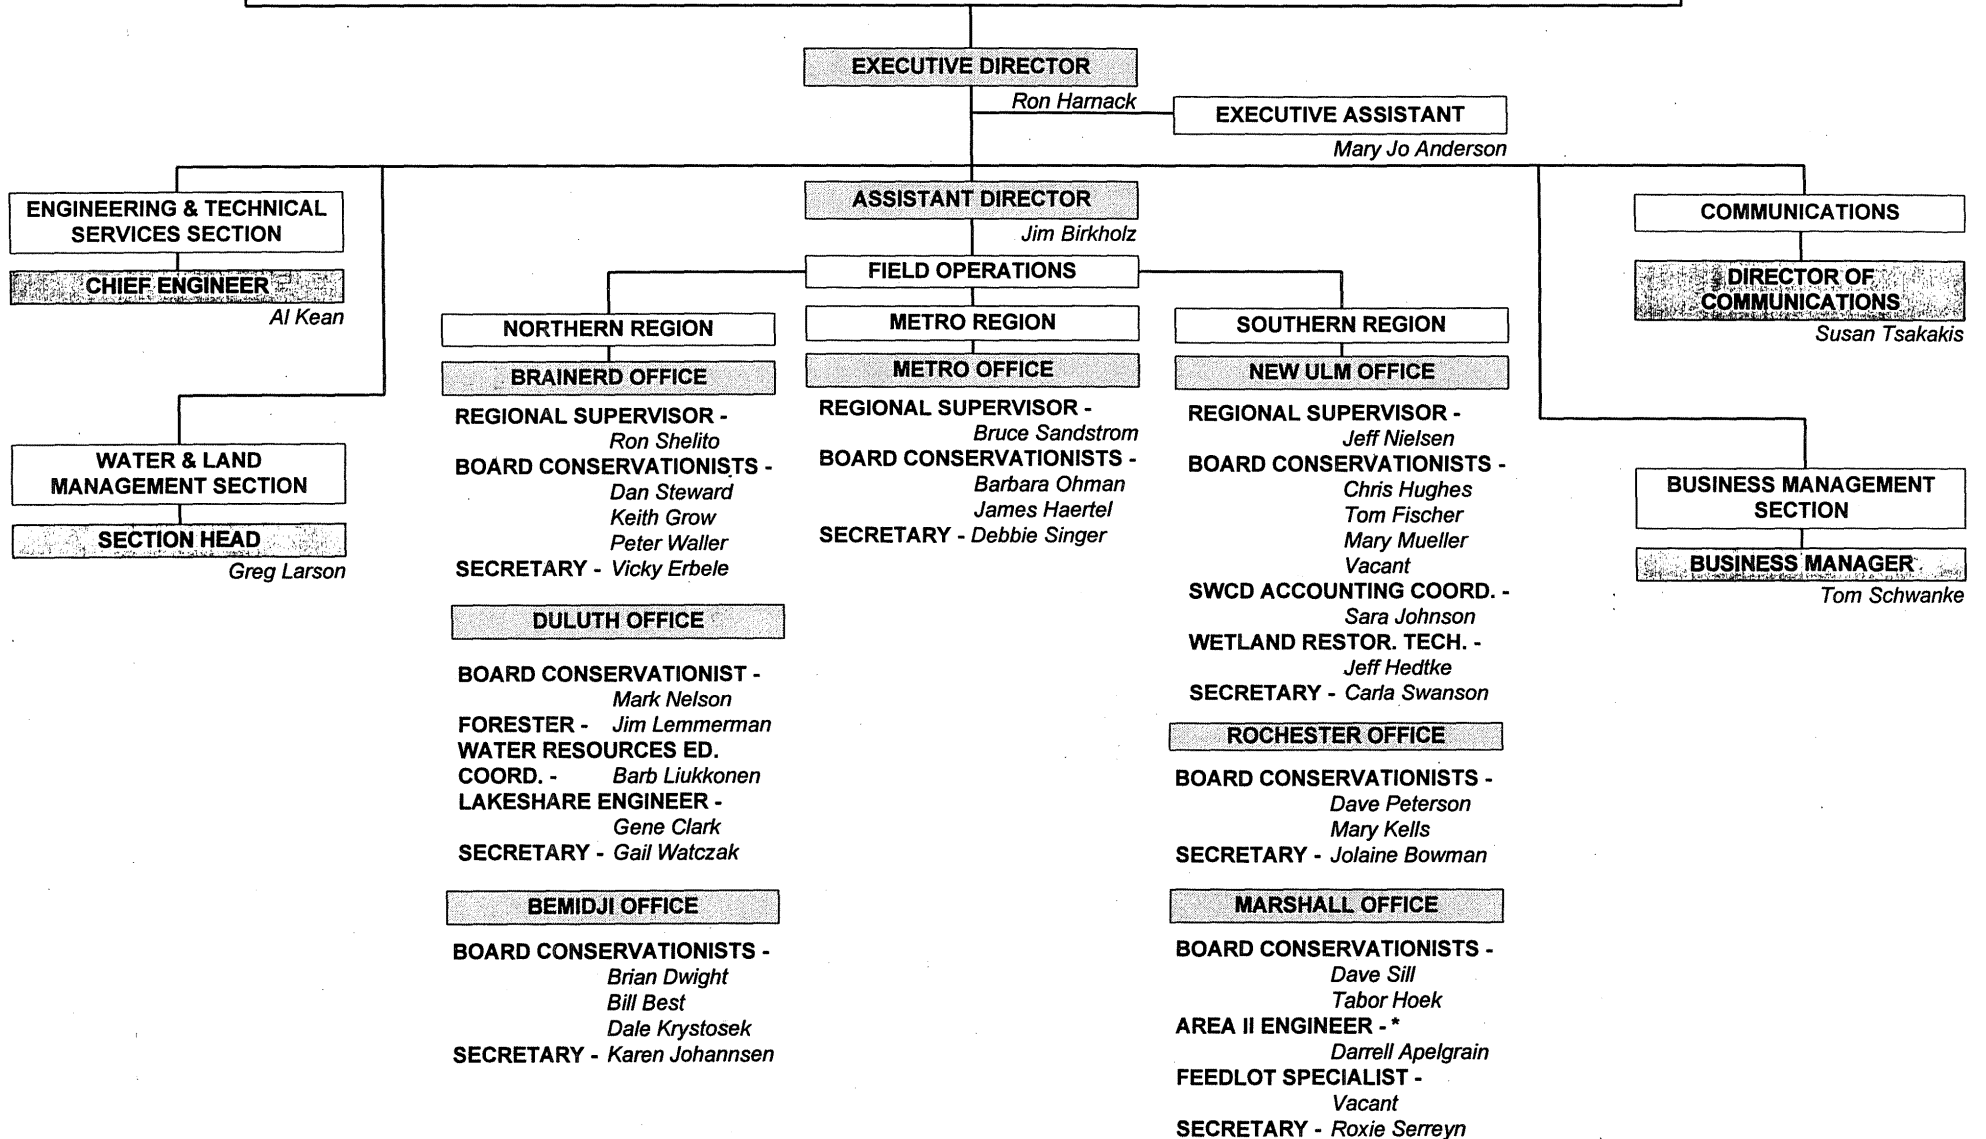 EXECUTIVE DIRECTOR
Ron Harnack
EXECUTIVE ASSISTANT
Mary Jo Anderson
ENGINEERING & TECHNICAL
SERVICES SECTION
CHIEF ENGINEER
Al Kean
WATER & LAND
MANAGEMENT SECTION
SECTION HEAD
Greg Larson
ASSISTANT DIRECTOR
Jim Birkholz
FIELD OPERATIONS
NORTHERN REGION
BRAINERD OFFICE
REGIONAL SUPERVISOR -
Ron Shelito
BOARD CONSERVATIONISTS -
Dan Steward
Keith Grow
Peter Waller
SECRETARY - Vicky Erbele
DULUTH OFFICE
BOARD CONSERVATIONIST -
Mark Nelson
FORESTER - Jim Lemmerman
WATER RESOURCES ED.
COORD. - Barb Liukkonen
LAKESHARE ENGINEER -
Gene Clark
SECRETARY - Gail Watczak
BEMIDJI OFFICE
BOARD CONSERVATIONISTS -
Brian Dwight
Bill Best
Dale Krystosek
SECRETARY - Karen Johannsen
METRO REGION
METRO OFFICE
REGIONAL SUPERVISOR -
Bruce Sandstrom
BOARD CONSERVATIONISTS -
Barbara Ohman
James Haertel
SECRETARY - Debbie Singer
SOUTHERN REGION
NEW ULM OFFICE
REGIONAL SUPERVISOR -
Jeff Nielsen
BOARD CONSERVATIONISTS -
Chris Hughes
Tom Fischer
Mary Mueller
Vacant
SWCD ACCOUNTING COORD. -
Sara Johnson
WETLAND RESTOR. TECH. -
Jeff Hedtke
SECRETARY - Carla Swanson
ROCHESTER OFFICE
BOARD CONSERVATIONISTS -
Dave Peterson
Mary Kells
SECRETARY - Jolaine Bowman
MARSHALL OFFICE
BOARD CONSERVATIONISTS -
Dave Sill
Tabor Hoek
AREA II ENGINEER - *
Darrell Apelgrain
FEEDLOT SPECIALIST -
Vacant
SECRETARY - Roxie Serreyn
COMMUNICATIONS
DIRECTOR OF
COMMUNICATIONS
Susan Tsakakis
BUSINESS MANAGEMENT
SECTION
BUSINESS MANAGER
Tom Schwanke